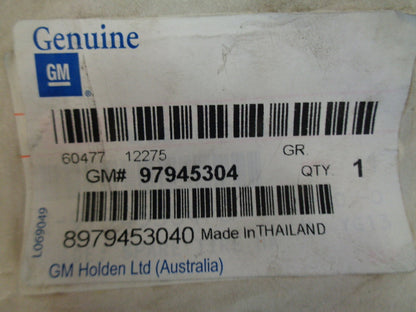 Genuine
GM
®
60477 12275 GR.
GM# 97945304 QTY. 1
8979453040 Made In THAILAND
GM Holden Ltd (Australia)
L069049